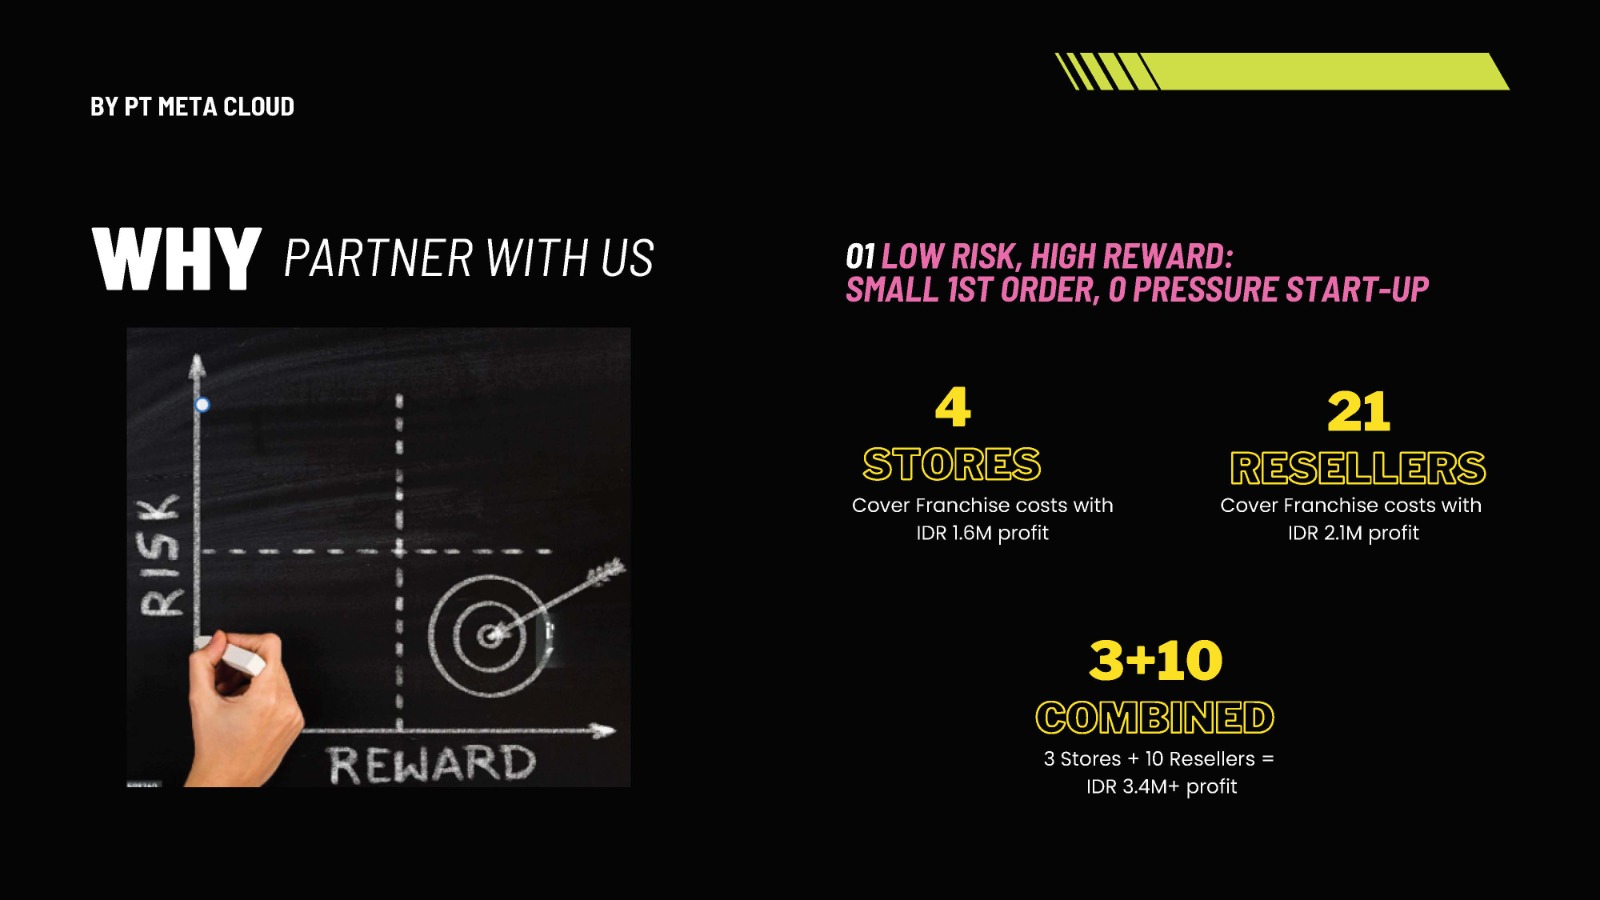 BY PT META CLOUD
WHY PARTNER WITH US
01 LOW RISK, HIGH REWARD:
SMALL 1ST ORDER, 0 PRESSURE START-UP
RISK
REWARD
4
STORES
Cover Franchise costs with
IDR 1.6M profit
21
RESELLERS
Cover Franchise costs with
IDR 2.1M profit
3+10
COMBINED
3 Stores + 10 Resellers =
IDR 3.4M+ profit